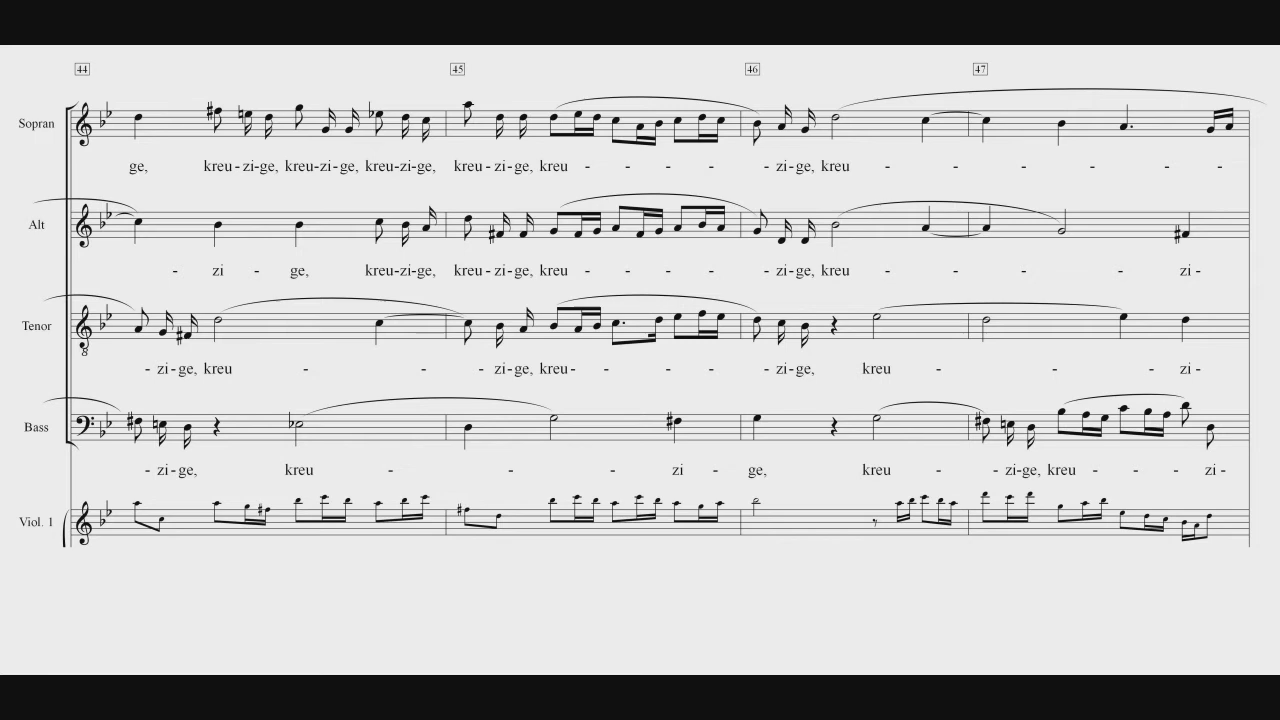 44 45 46 47
Sopran
ge, kreu - zi - ge, kreu - zi - ge, kreu - zi - ge, kreu - zi - ge, kreu - - - - - zi - ge, kreu - - - - -
Alt
- zi - ge, kreu - zi - ge, kreu - zi - ge, kreu - - - - - zi - ge, kreu - - - - zi -
Tenor
- zi - ge, kreu - - - zi - ge, kreu - - - - - zi - ge, kreu - - - zi -
Bass
- zi - ge, kreu - - - zi - ge, kreu - - zi - ge, kreu - - - zi -
Viol. 1